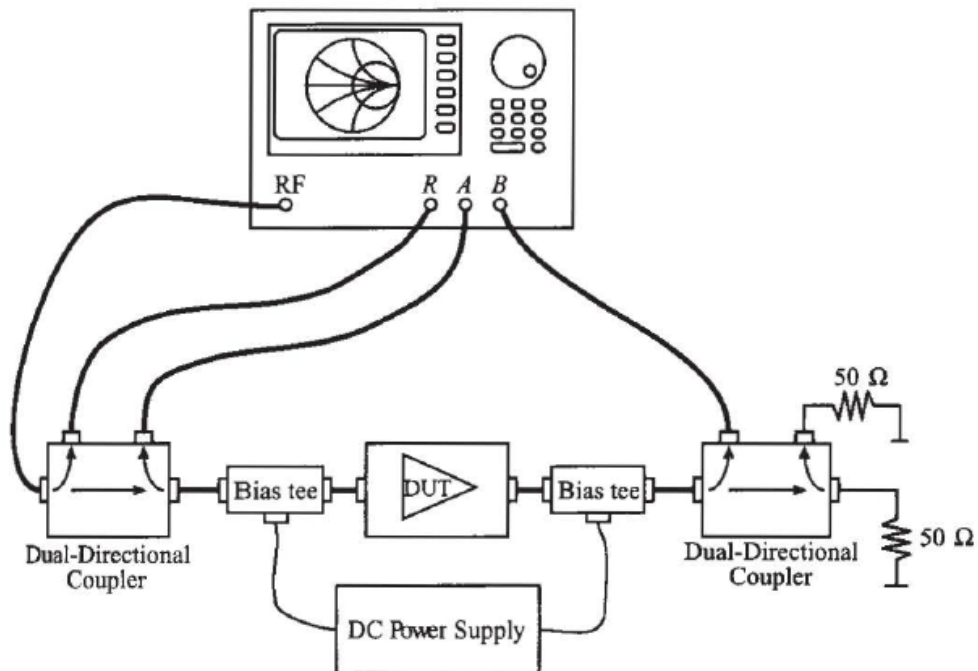 RF
R
A
B
50 Ω
Bias tee
DUT
Bias tee
50 Ω
Dual-Directional
Coupler
Dual-Directional
Coupler
DC Power Supply